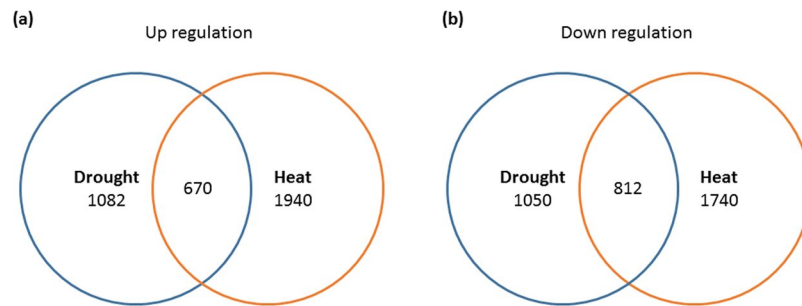 (a)
Up regulation
Drought
1082
670
Heat
1940
(b)
Down regulation
Drought
1050
812
Heat
1740